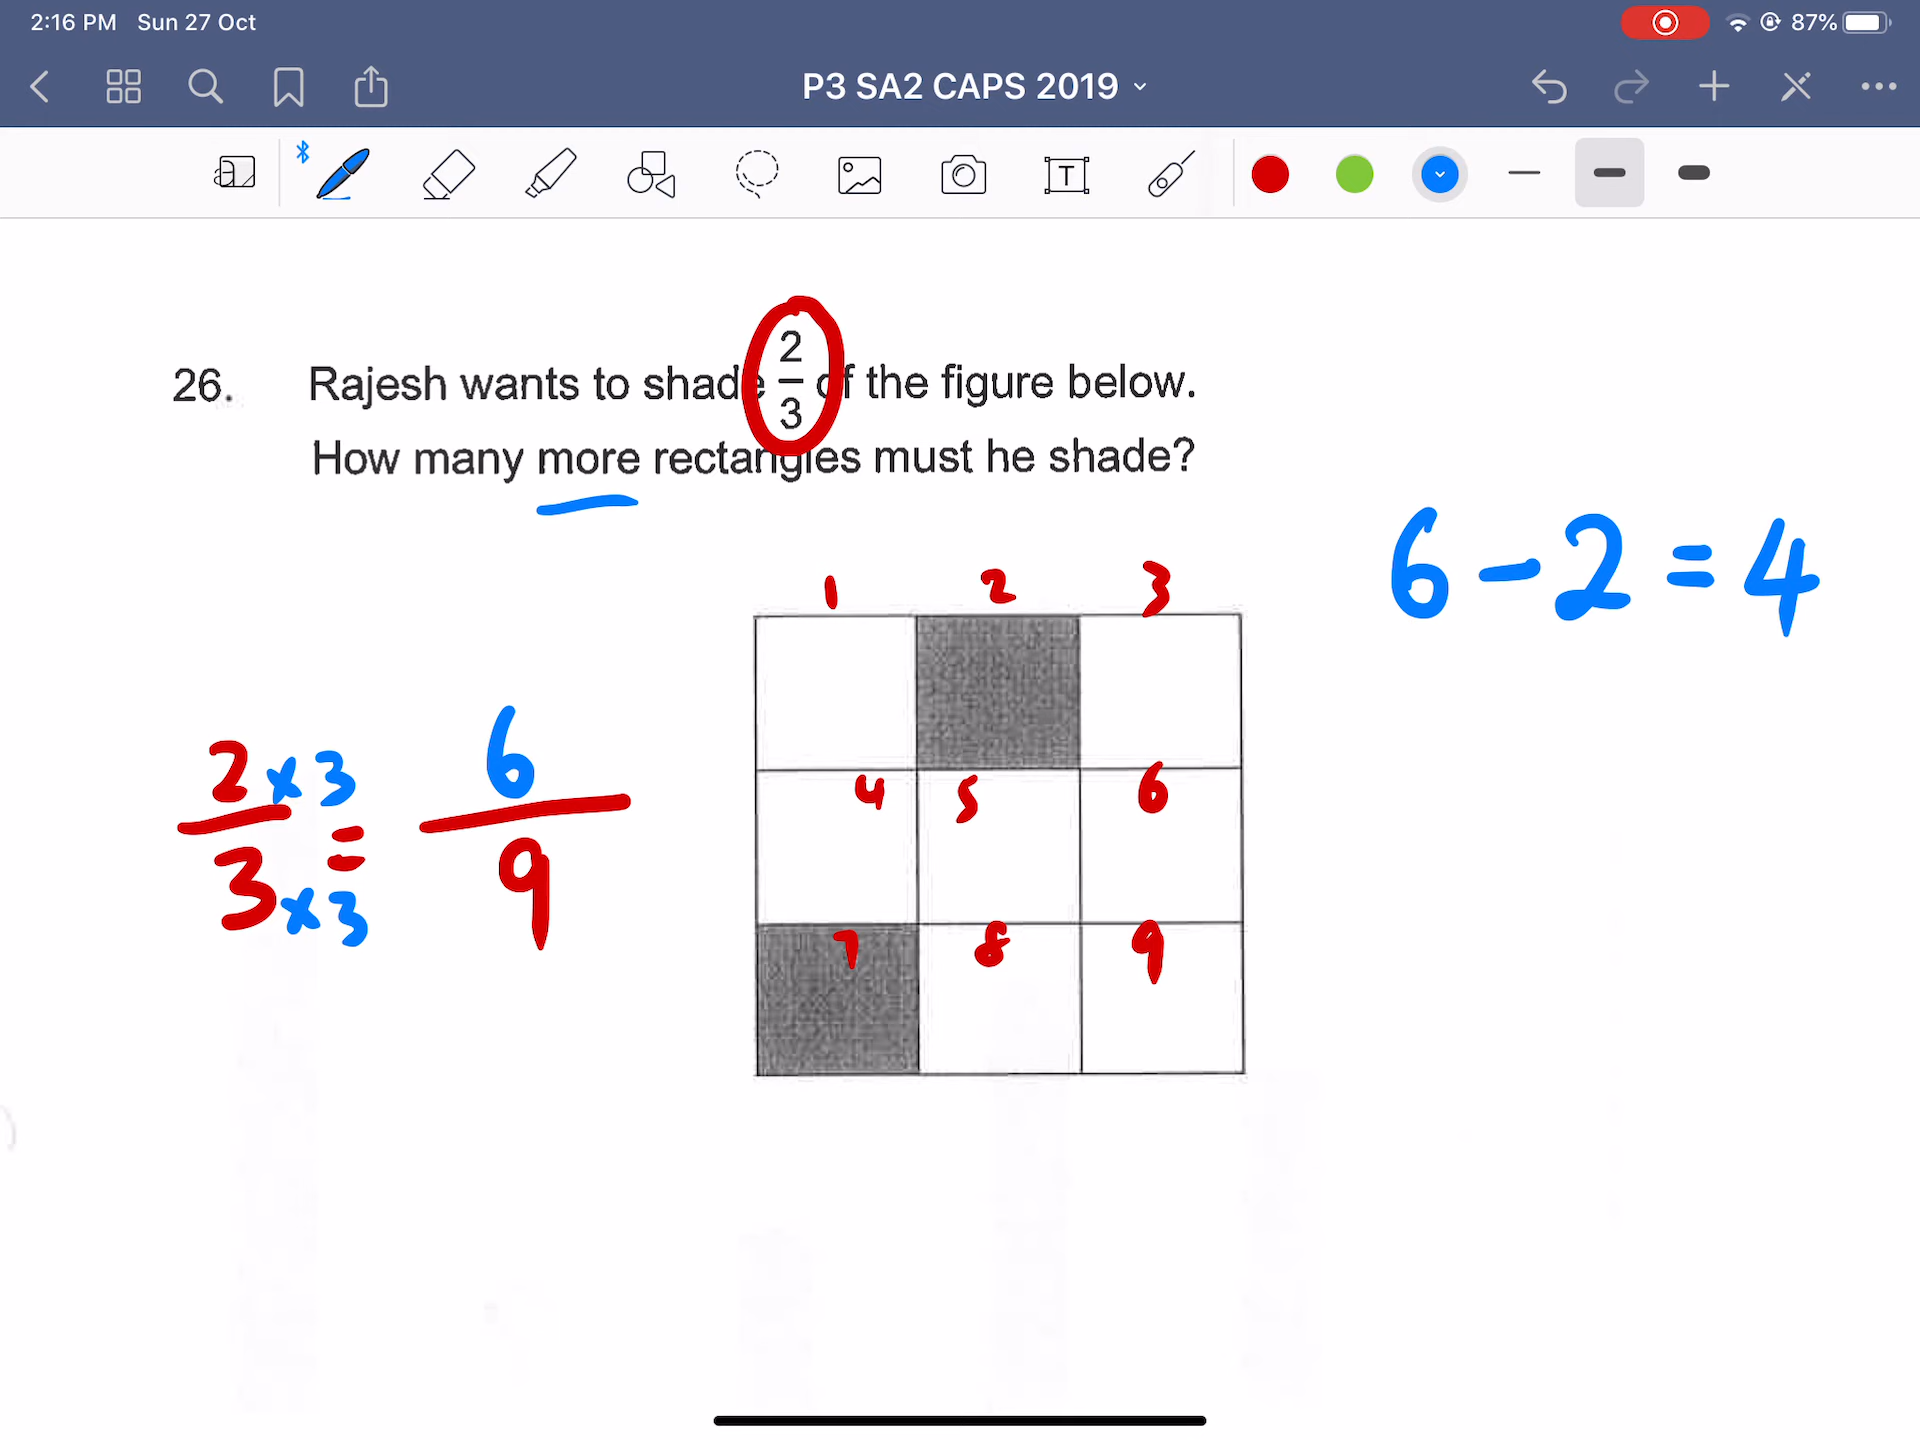 2:16 PM Sun 27 Oct
87%
P3 SA2 CAPS 2019
a
T
26. Rajesh wants to shade 2/3 of the figure below.
How many more rectangles must he shade?
6 - 2 = 4
1 2 3
4 5 6
7 8 9
2 x 3 = 6
3 x 3 9